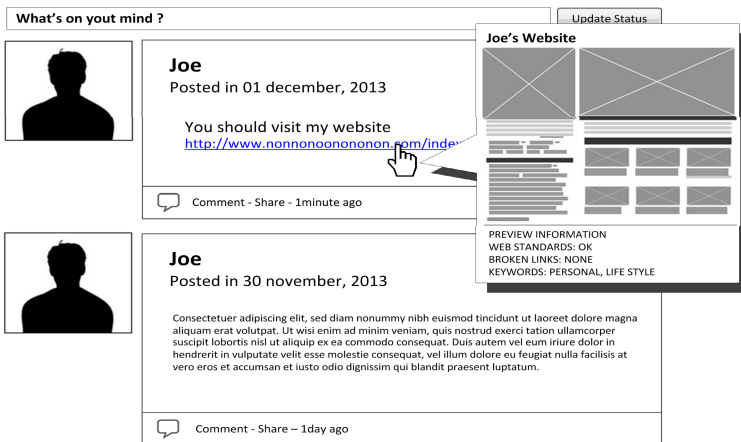 What's on yout mind ?
Update Status
Joe
Posted in 01 december, 2013
You should visit my website
http://www.nonnonoonononon.com/index
Comment - Share - 1minute ago
Joe's Website
PREVIEW INFORMATION
WEB STANDARDS: OK
BROKEN LINKS: NONE
KEYWORDS: PERSONAL, LIFE STYLE
Joe
Posted in 30 november, 2013
Consectetuer adipiscing elit, sed diam nonummy nibh euismod tincidunt ut laoreet dolore magna
aliquam erat volutpat. Ut wisi enim ad minim veniam, quis nostrud exerci tation ullamcorper
suscipit lobortis nisl ut aliquip ex ea commodo consequat. Duis autem vel eum iriure dolor in
hendrerit in vulputate velit esse molestie consequat, vel illum dolore eu feugiat nulla facilisis at
vero eros et accumsan et iusto odio dignissim qui blandit praesent luptatum.
Comment - Share – 1day ago